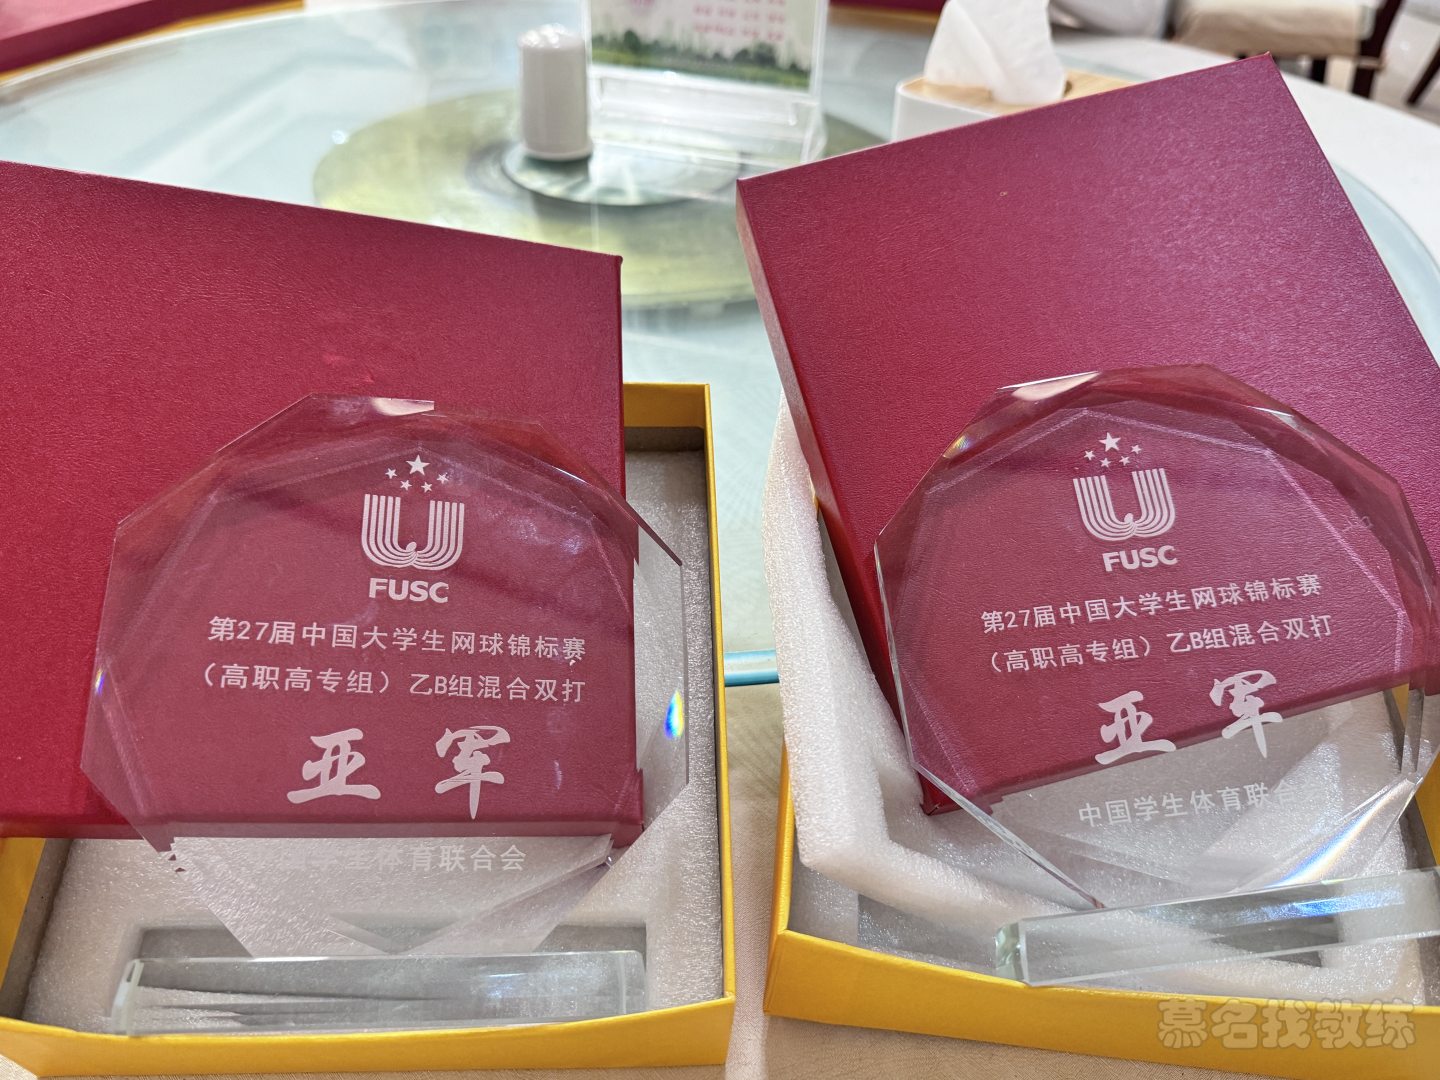 FUSC
第27届中国大学生网球锦标赛
（高职高专组）乙B组混合双打
亚军
学生体育联合会
FUSC
第27届中国大学生网球锦标赛
（高职高专组）乙B组混合双打
亚军
中国学生体育联合会
慕名找教练